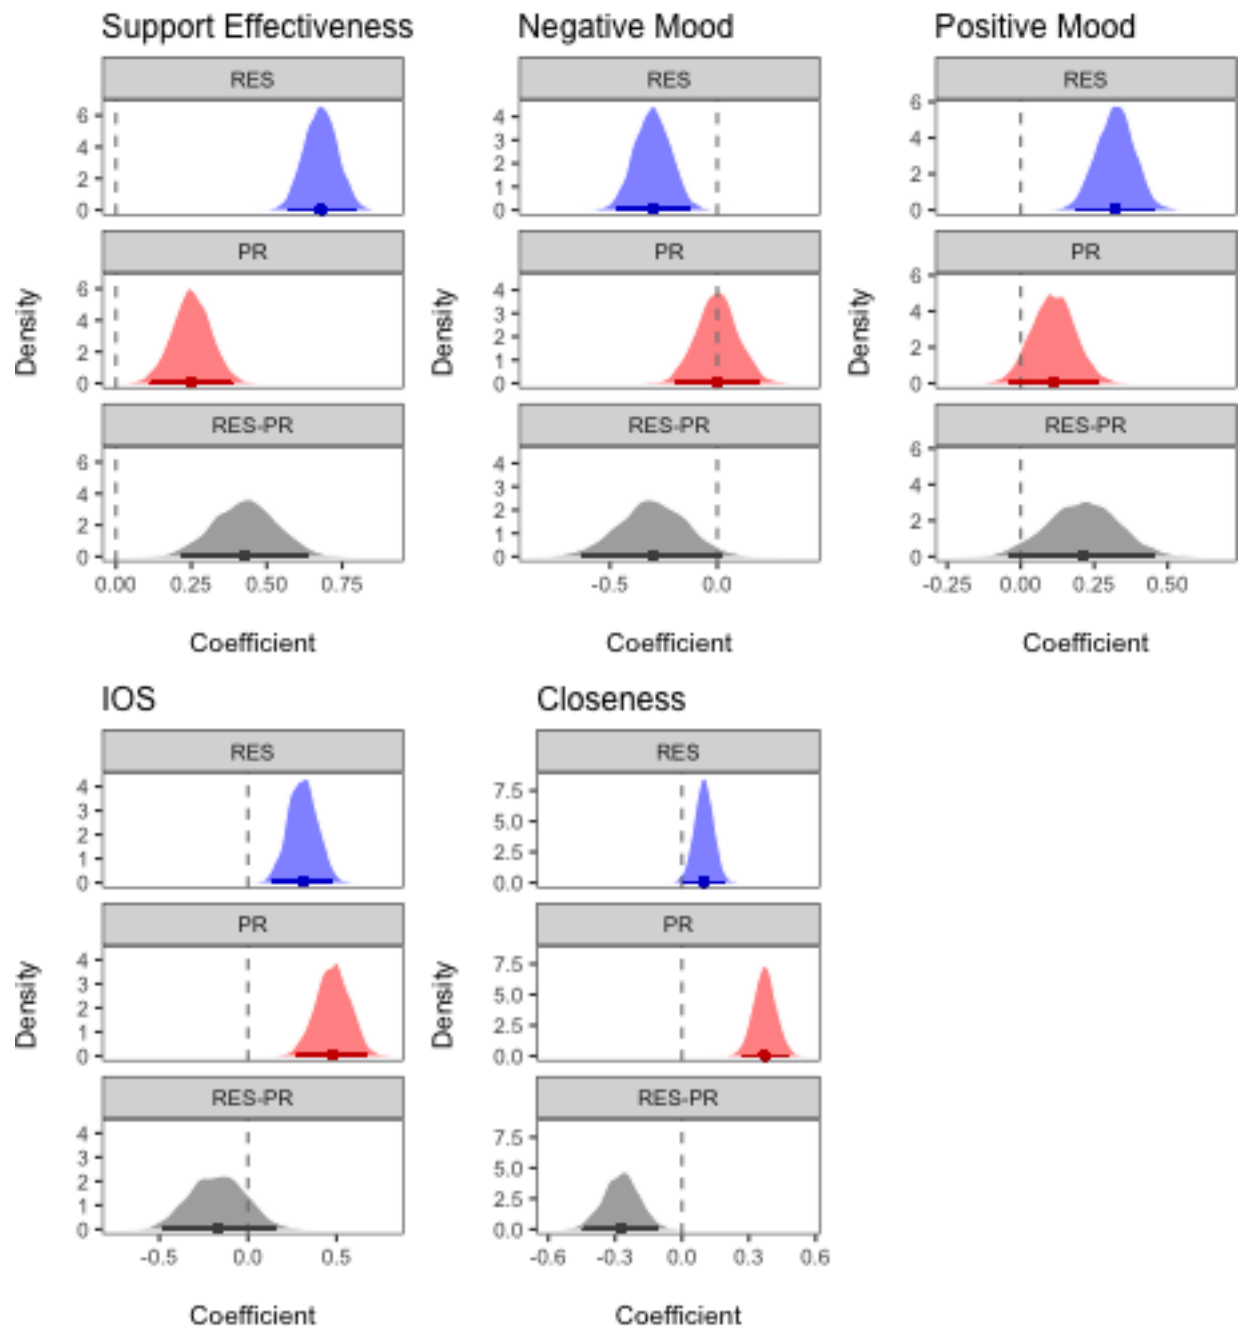 Support Effectiveness
RES
6
4
2
0
PR
6
4
2
0
RES-PR
6
4
2
0
0.00 0.25 0.50 0.75
Density
Coefficient
Negative Mood
RES
4
3
2
1
0
PR
4
3
2
1
0
RES-PR
4
3
2
1
0
-0.5 0.0
Density
Coefficient
Positive Mood
RES
6
4
2
0
PR
6
4
2
0
RES-PR
6
4
2
0
-0.25 0.00 0.25 0.50
Density
Coefficient
IOS
RES
4
3
2
1
0
PR
4
3
2
1
0
RES-PR
4
3
2
1
0
-0.5 0.0 0.5
Density
Coefficient
Closeness
RES
7.5
5.0
2.5
0.0
PR
7.5
5.0
2.5
0.0
RES-PR
7.5
5.0
2.5
0.0
-0.6 -0.3 0.0 0.3 0.6
Density
Coefficient